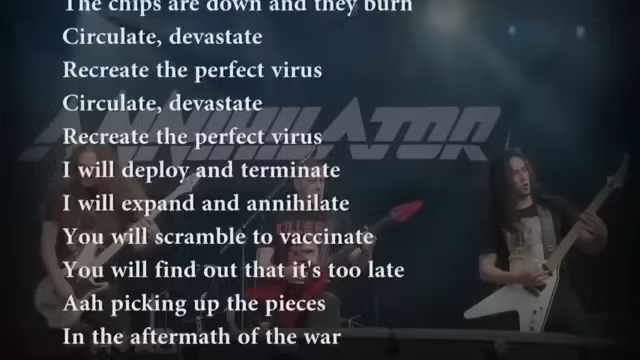 The chips are down and they burn
Circulate, devastate
Recreate the perfect virus
Circulate, devastate
ANNIHILATOR
Recreate the perfect virus
I will deploy and terminate
I will expand and annihilate
You will scramble to vaccinate
You will find out that it's too late
Aah picking up the pieces
In the aftermath of the war